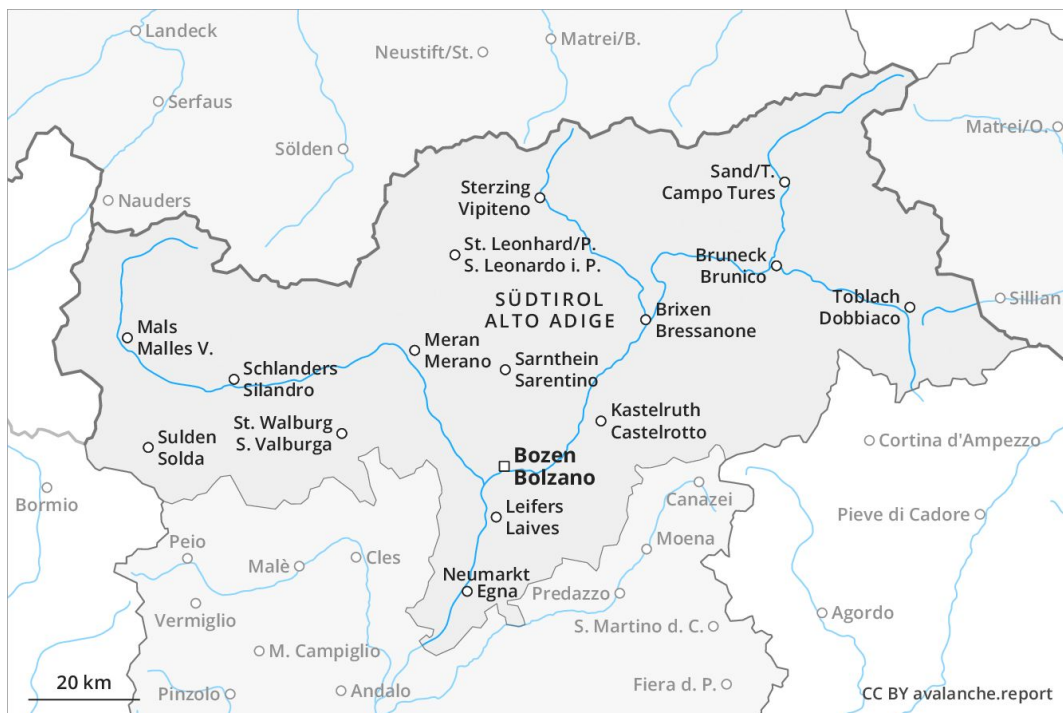 Landeck
Neustift/St.
Matrei/B.
Serfaus
Sölden
Matrei/O.
Nauders
Sterzing
Vipiteno
Sand/T.
Campo Tures
St. Leonhard/P.
S. Leonardo i. P.
Bruneck
Brunico
SÜDTIROL
ALTO ADIGE
Toblach
Dobbiaco
Sillian
Mals
Malles V.
Meran
Merano
Brixen
Bressanone
Schlanders
Silandro
Sarnthein
Sarentino
St. Walburg
S. Valburga
Kastelruth
Castelrotto
Sulden
Solda
Cortina d'Ampezzo
Bozen
Bolzano
Bormio
Canazei
Leifers
Laives
Pieve di Cadore
Peio
Malè
Cles
Moena
Neumarkt
Egna
Predazzo
Vermiglio
Agordo
S. Martino d. C.
M. Campiglio
20 km
Pinzolo
Andalo
Fiera d. P.
CC BY avalanche.report